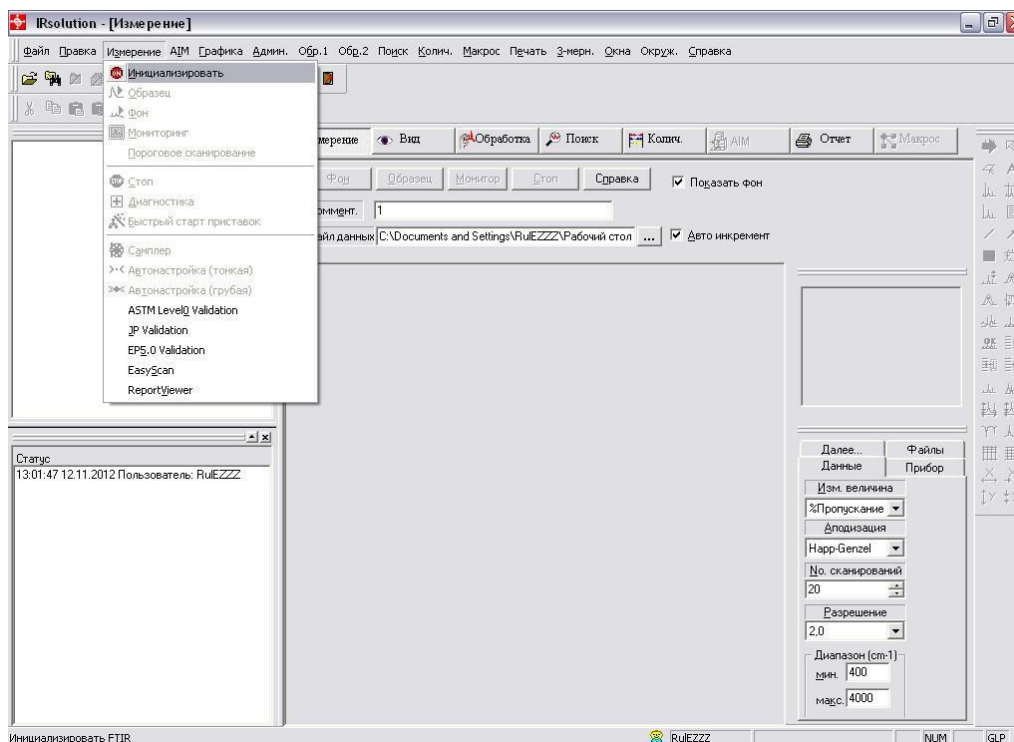 IRsolution - [Измерение]
Файл Правка Измерение AIM Графика Админ. Обр.1 Обр.2 Поиск Колич. Макрос Печать 3-мерн. Окна Окруж. Справка
Инициализировать
Образец
Фон
Мониторинг
Пороговое сканирование
Стоп
Диагностика
Быстрый старт приставок
Самплер
Автонастройка (тонкая)
Автонастройка (грубая)
ASTM Level0 Validation
JP Validation
EP5.0 Validation
EasyScan
ReportViewer
мерение Вид Обработка Поиск Колич. AIM Отчет Макрос
Фон Образец Монитор Стоп Справка Показать фон
оммент. 1
айл данных C:\Documents and Settings\RulEZZZ\Рабочий стол ... Авто инкремент
Статус
13:01:47 12.11.2012 Пользователь: RulEZZZ
Далее... Файлы
Данные Прибор
Изм. величина
%Пропускание
Аподизация
Happ-Genzel
No. сканирований
20
Разрешение
2,0
Диапазон (cm-1)
мин. 400
макс. 4000
Инициализировать FTIR RulEZZZ NUM GLP